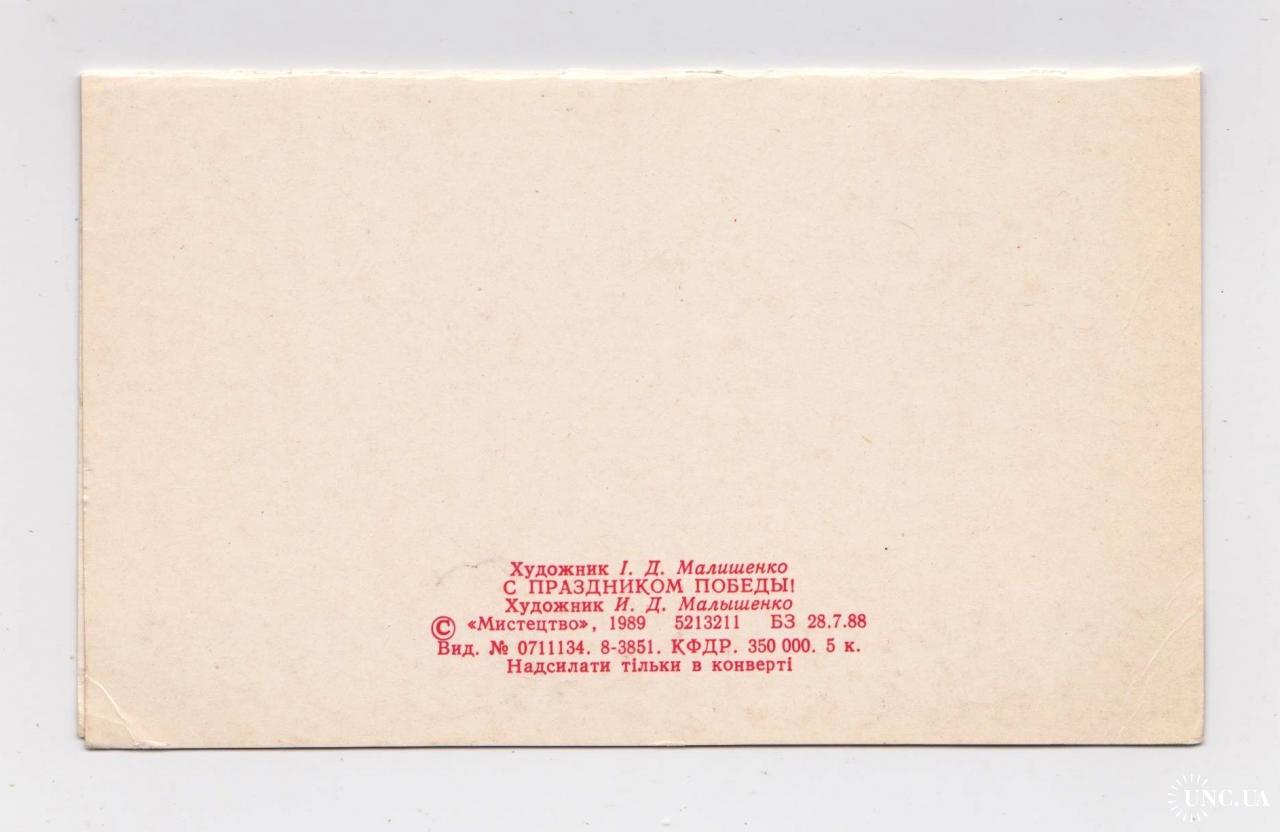 Художник І. Д. Малишенко
С ПРАЗДНИКОМ ПОБЕДЫ!
Художник И. Д. Малышенко
© «Мистецтво», 1989 5213211 БЗ 28.7.88
Вид. № 0711134. 8-3851. КФДР. 350 000. 5 к.
Надсилати тільки в конверті
UNC.UA